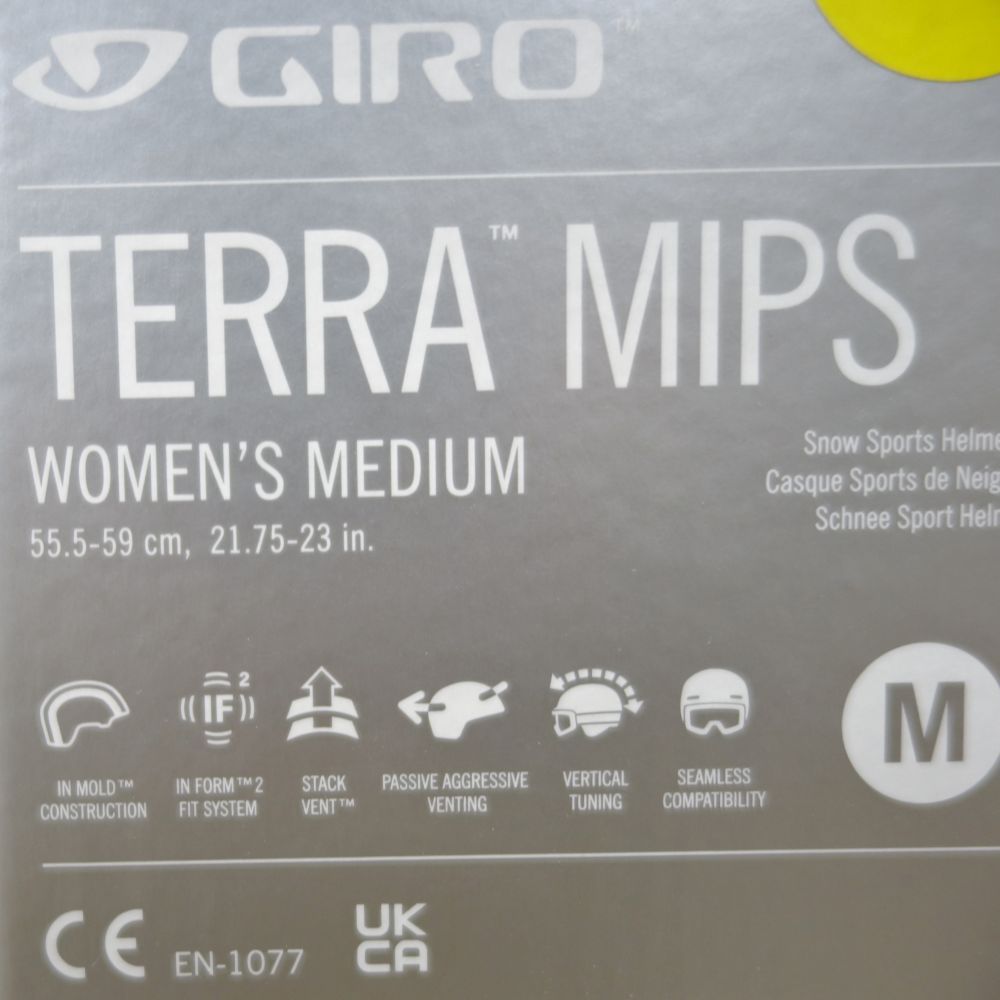 GIRO™
TERRA™ MIPS
WOMEN'S MEDIUM
55.5-59 cm, 21.75-23 in.
Snow Sports
Casque Sports de
Schnee Sport
IF 2
M
IN MOLD™
CONSTRUCTION
IN FORM™2
FIT SYSTEM
STACK
VENT™
PASSIVE AGGRESSIVE
VENTING
VERTICAL
TUNING
SEAMLESS
COMPATIBILITY
CE EN-1077
UK
CA